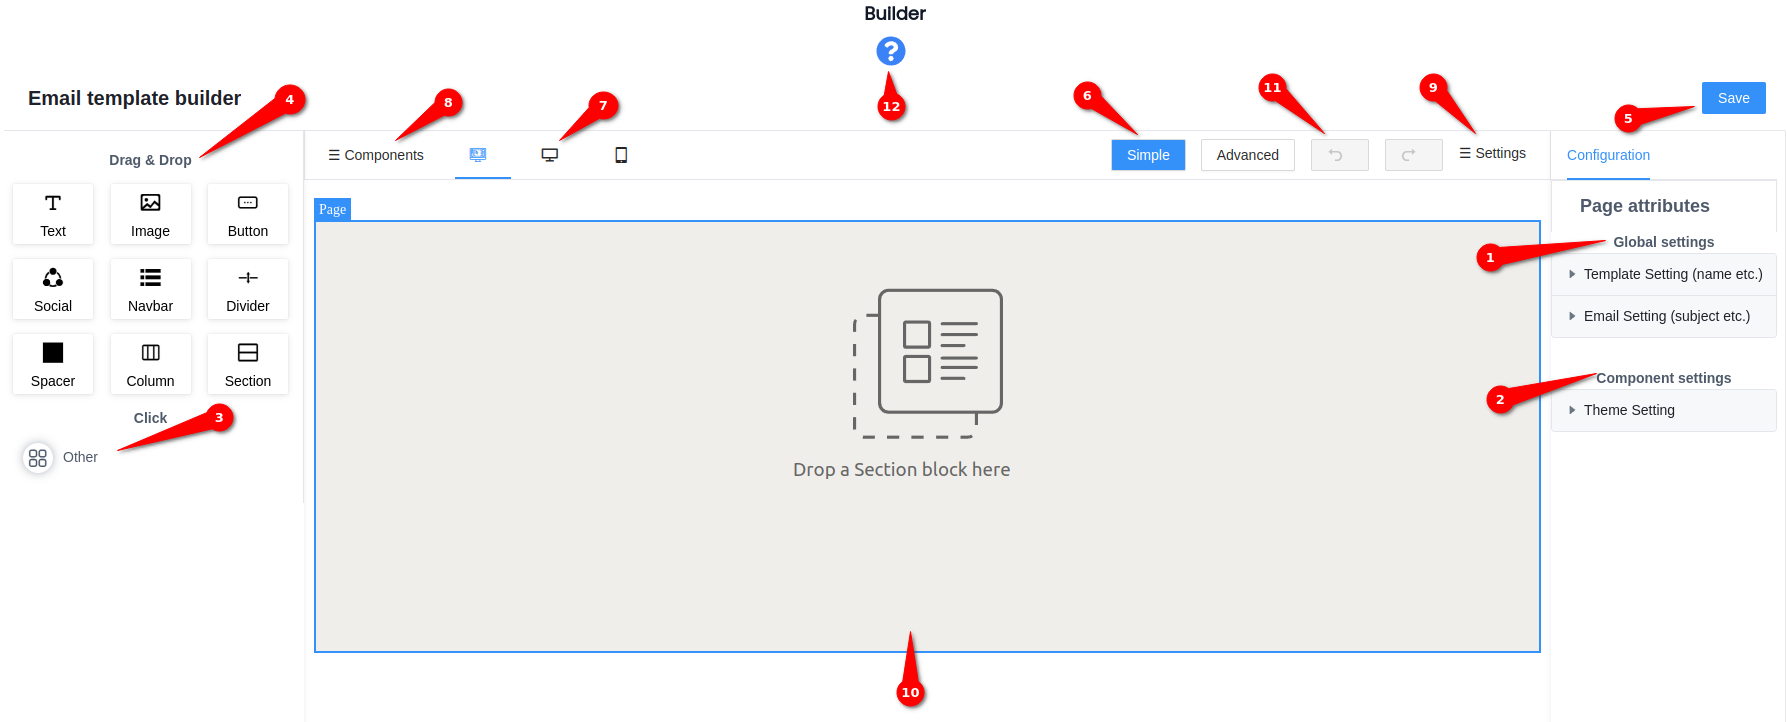 Builder
?
12
Email template builder
4
8
7
6
11
9
5
Save
Drag & Drop
☰ Components
Simple
Advanced
☰ Settings
Configuration
Text
Image
Button
Social
Navbar
Divider
Spacer
Column
Section
Click
3
Other
Page
Drop a Section block here
10
Page attributes
1
Global settings
Template Setting (name etc.)
Email Setting (subject etc.)
2
Component settings
Theme Setting